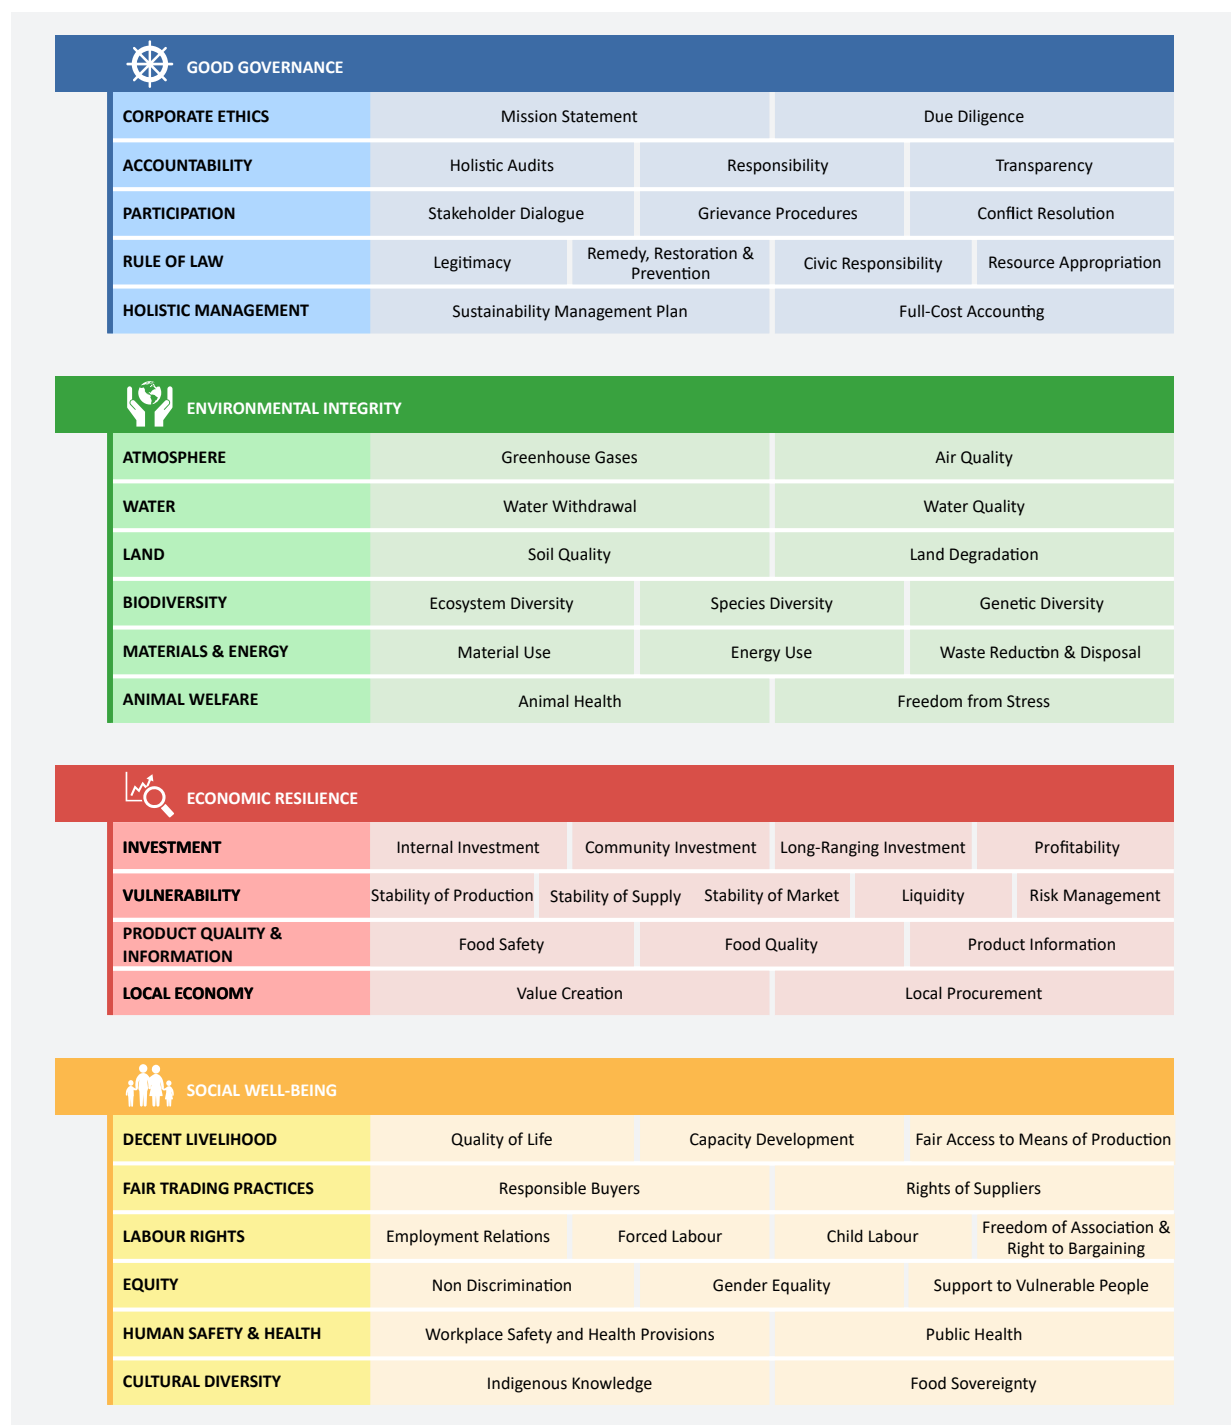 GOOD GOVERNANCE
CORPORATE ETHICS Mission Statement Due Diligence
ACCOUNTABILITY Holistic Audits Responsibility Transparency
PARTICIPATION Stakeholder Dialogue Grievance Procedures Conflict Resolution
RULE OF LAW Legitimacy Remedy, Restoration & Prevention Civic Responsibility Resource Appropriation
HOLISTIC MANAGEMENT Sustainability Management Plan Full-Cost Accounting
ENVIRONMENTAL INTEGRITY
ATMOSPHERE Greenhouse Gases Air Quality
WATER Water Withdrawal Water Quality
LAND Soil Quality Land Degradation
BIODIVERSITY Ecosystem Diversity Species Diversity Genetic Diversity
MATERIALS & ENERGY Material Use Energy Use Waste Reduction & Disposal
ANIMAL WELFARE Animal Health Freedom from Stress
ECONOMIC RESILIENCE
INVESTMENT Internal Investment Community Investment Long-Ranging Investment Profitability
VULNERABILITY Stability of Production Stability of Supply Stability of Market Liquidity Risk Management
PRODUCT QUALITY & INFORMATION Food Safety Food Quality Product Information
LOCAL ECONOMY Value Creation Local Procurement
SOCIAL WELL-BEING
DECENT LIVELIHOOD Quality of Life Capacity Development Fair Access to Means of Production
FAIR TRADING PRACTICES Responsible Buyers Rights of Suppliers
LABOUR RIGHTS Employment Relations Forced Labour Child Labour Freedom of Association & Right to Bargaining
EQUITY Non Discrimination Gender Equality Support to Vulnerable People
HUMAN SAFETY & HEALTH Workplace Safety and Health Provisions Public Health
CULTURAL DIVERSITY Indigenous Knowledge Food Sovereignty